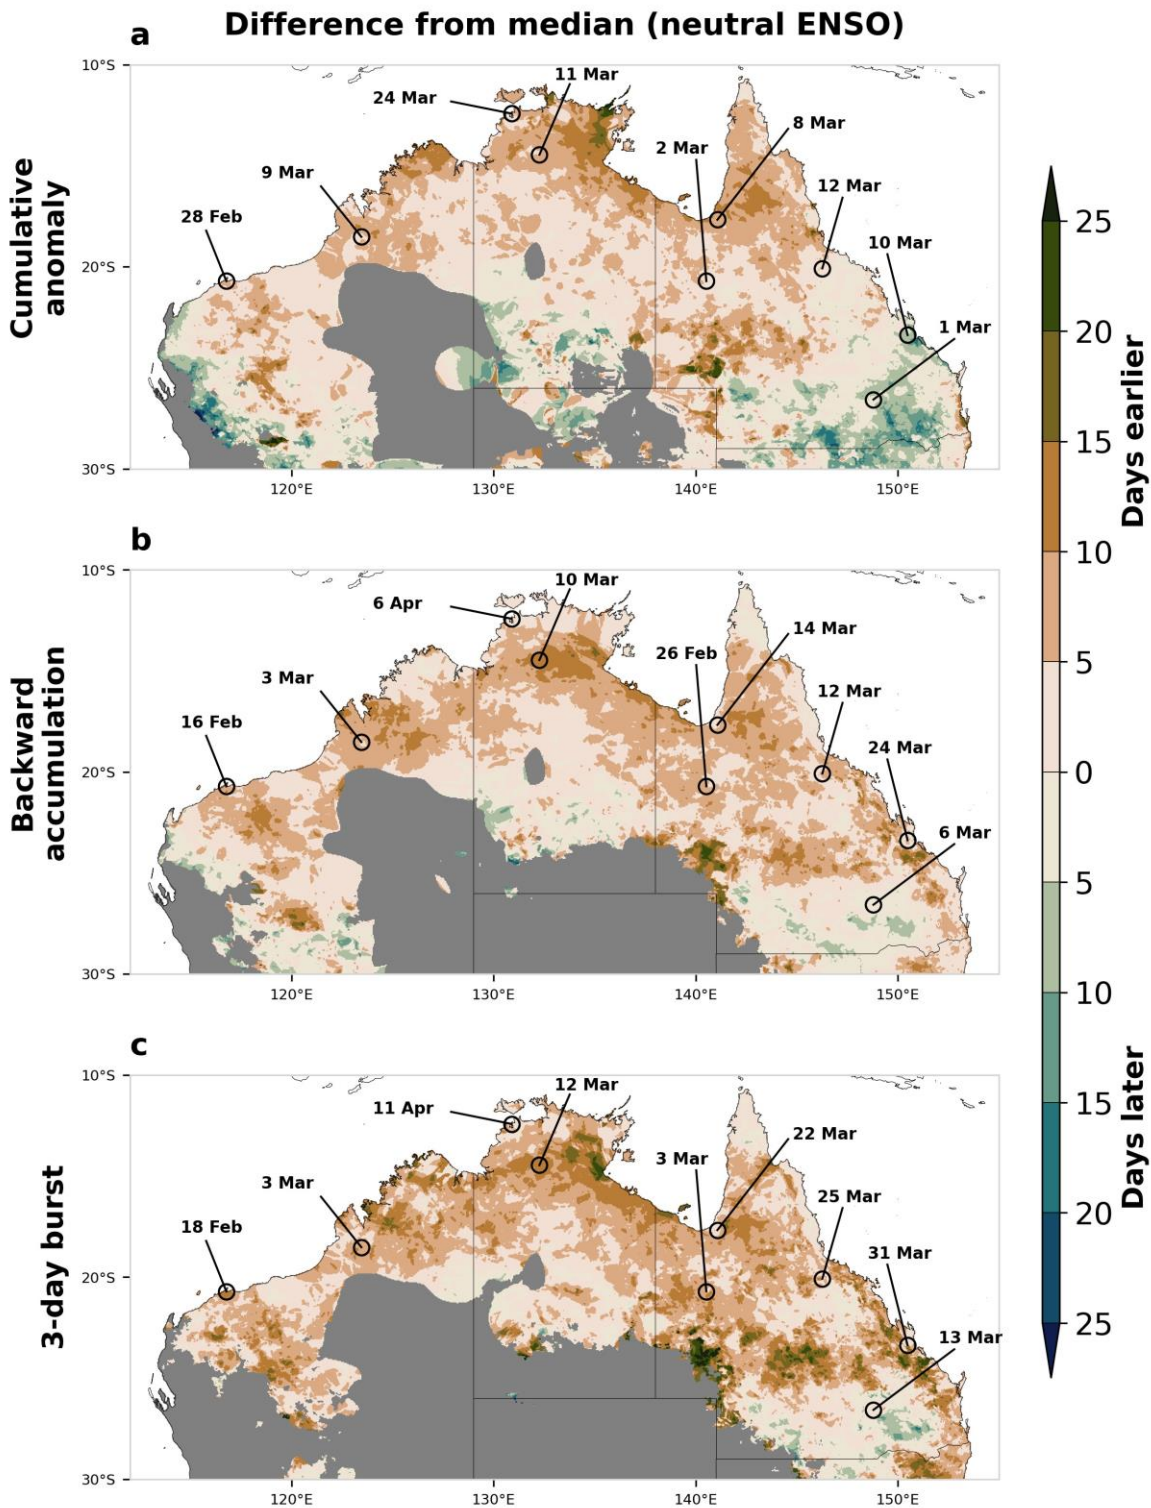 Difference from median (neutral ENSO)
a
Cumulative
anomaly
10°S
20°S
30°S
24 Mar
11 Mar
8 Mar
2 Mar
9 Mar
12 Mar
28 Feb
10 Mar
1 Mar
120°E
130°E
140°E
150°E
b
Backward
accumulation
10°S
20°S
30°S
6 Apr
10 Mar
14 Mar
26 Feb
3 Mar
12 Mar
16 Feb
24 Mar
6 Mar
120°E
130°E
140°E
150°E
c
3-day burst
10°S
20°S
30°S
11 Apr
12 Mar
22 Mar
3 Mar
3 Mar
25 Mar
18 Feb
31 Mar
13 Mar
120°E
130°E
140°E
150°E
25
20
15
10
5
0
5
10
15
20
25
Days earlier
Days later